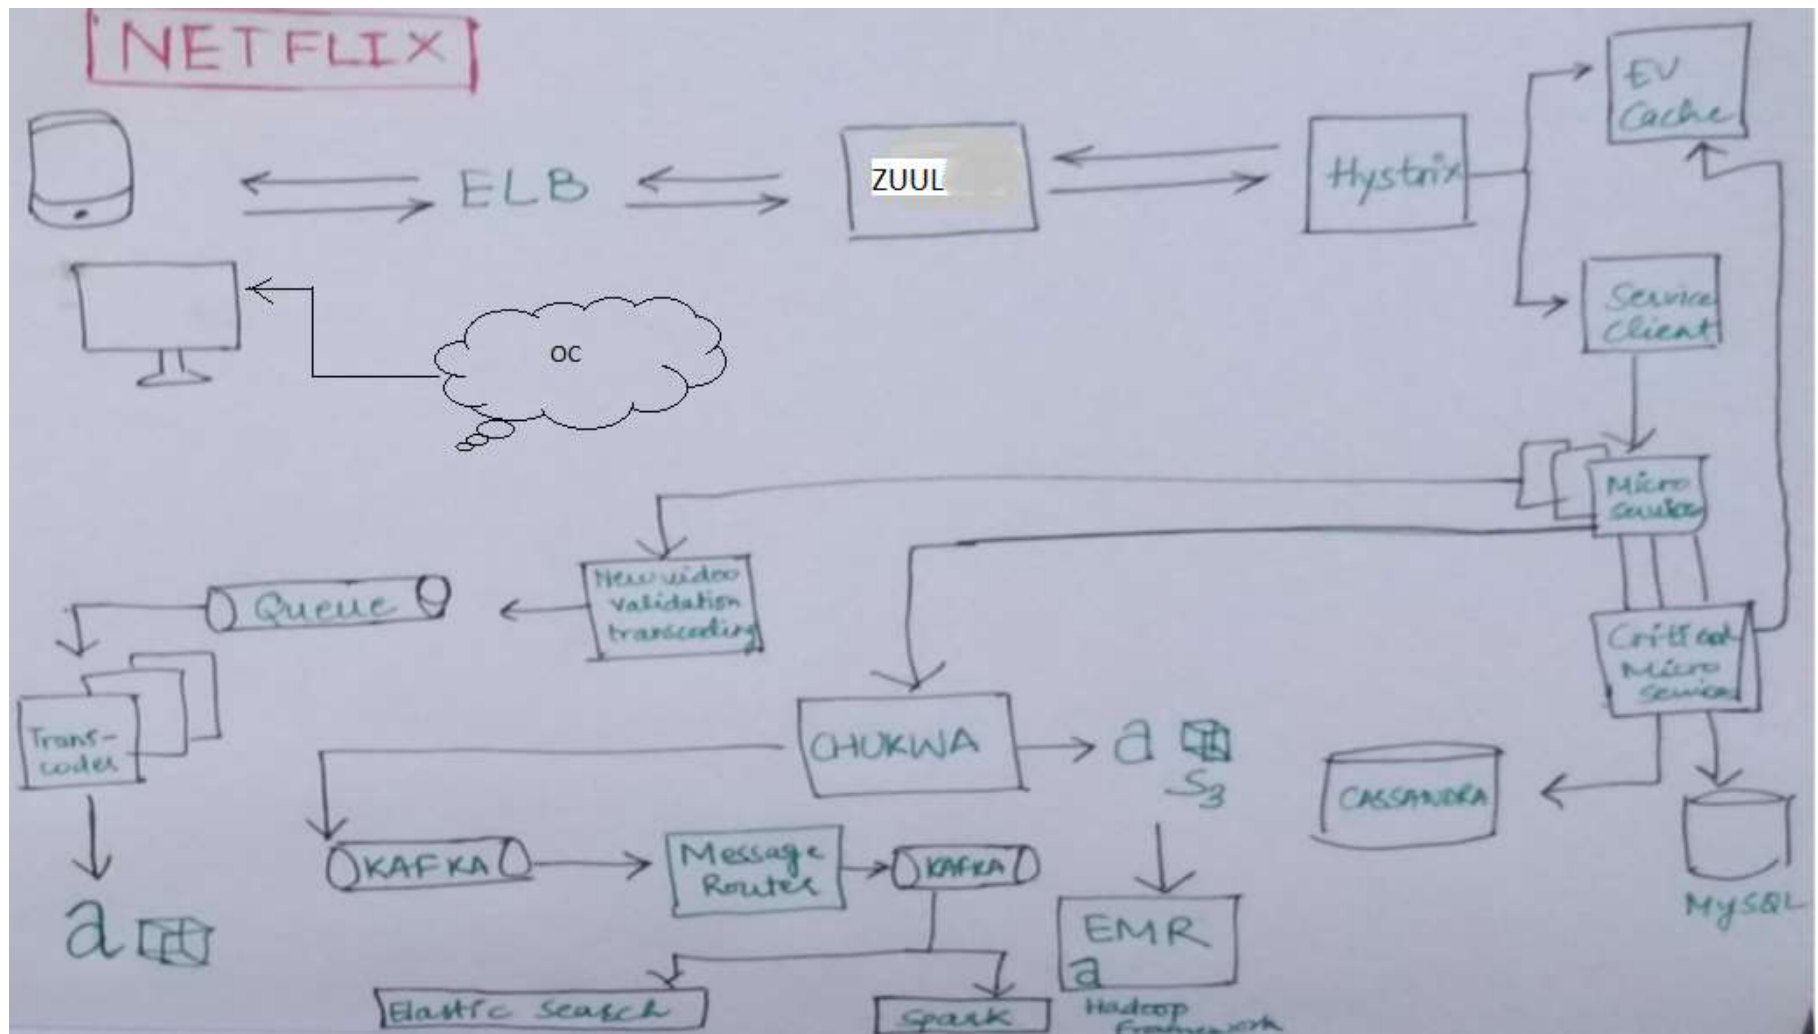 NETFLIX
ELB
ZUUL
Hystrix
EV
Cache
Service
Client
OC
Micro
services
New video
validation
transcoding
Queue
Critical
Micro
services
Trans-
coder
CHUKWA
a
S3
CASSANDRA
KAFKA
Message
Router
KAFKA
MySQL
a
EMR
a
Hadoop
Framework
Elastic Search
Spark